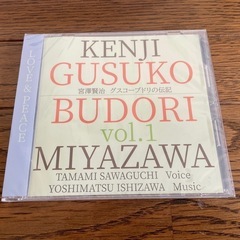 LOVE & PEACE
KENJI
GUSUKO
宮澤賢治 グスコーブドリの伝記
BUDORI
vol.1
MIYAZAWA
TAMAMI SAWAGUCHI Voice
YOSHIMATSU ISHIZAWA Music